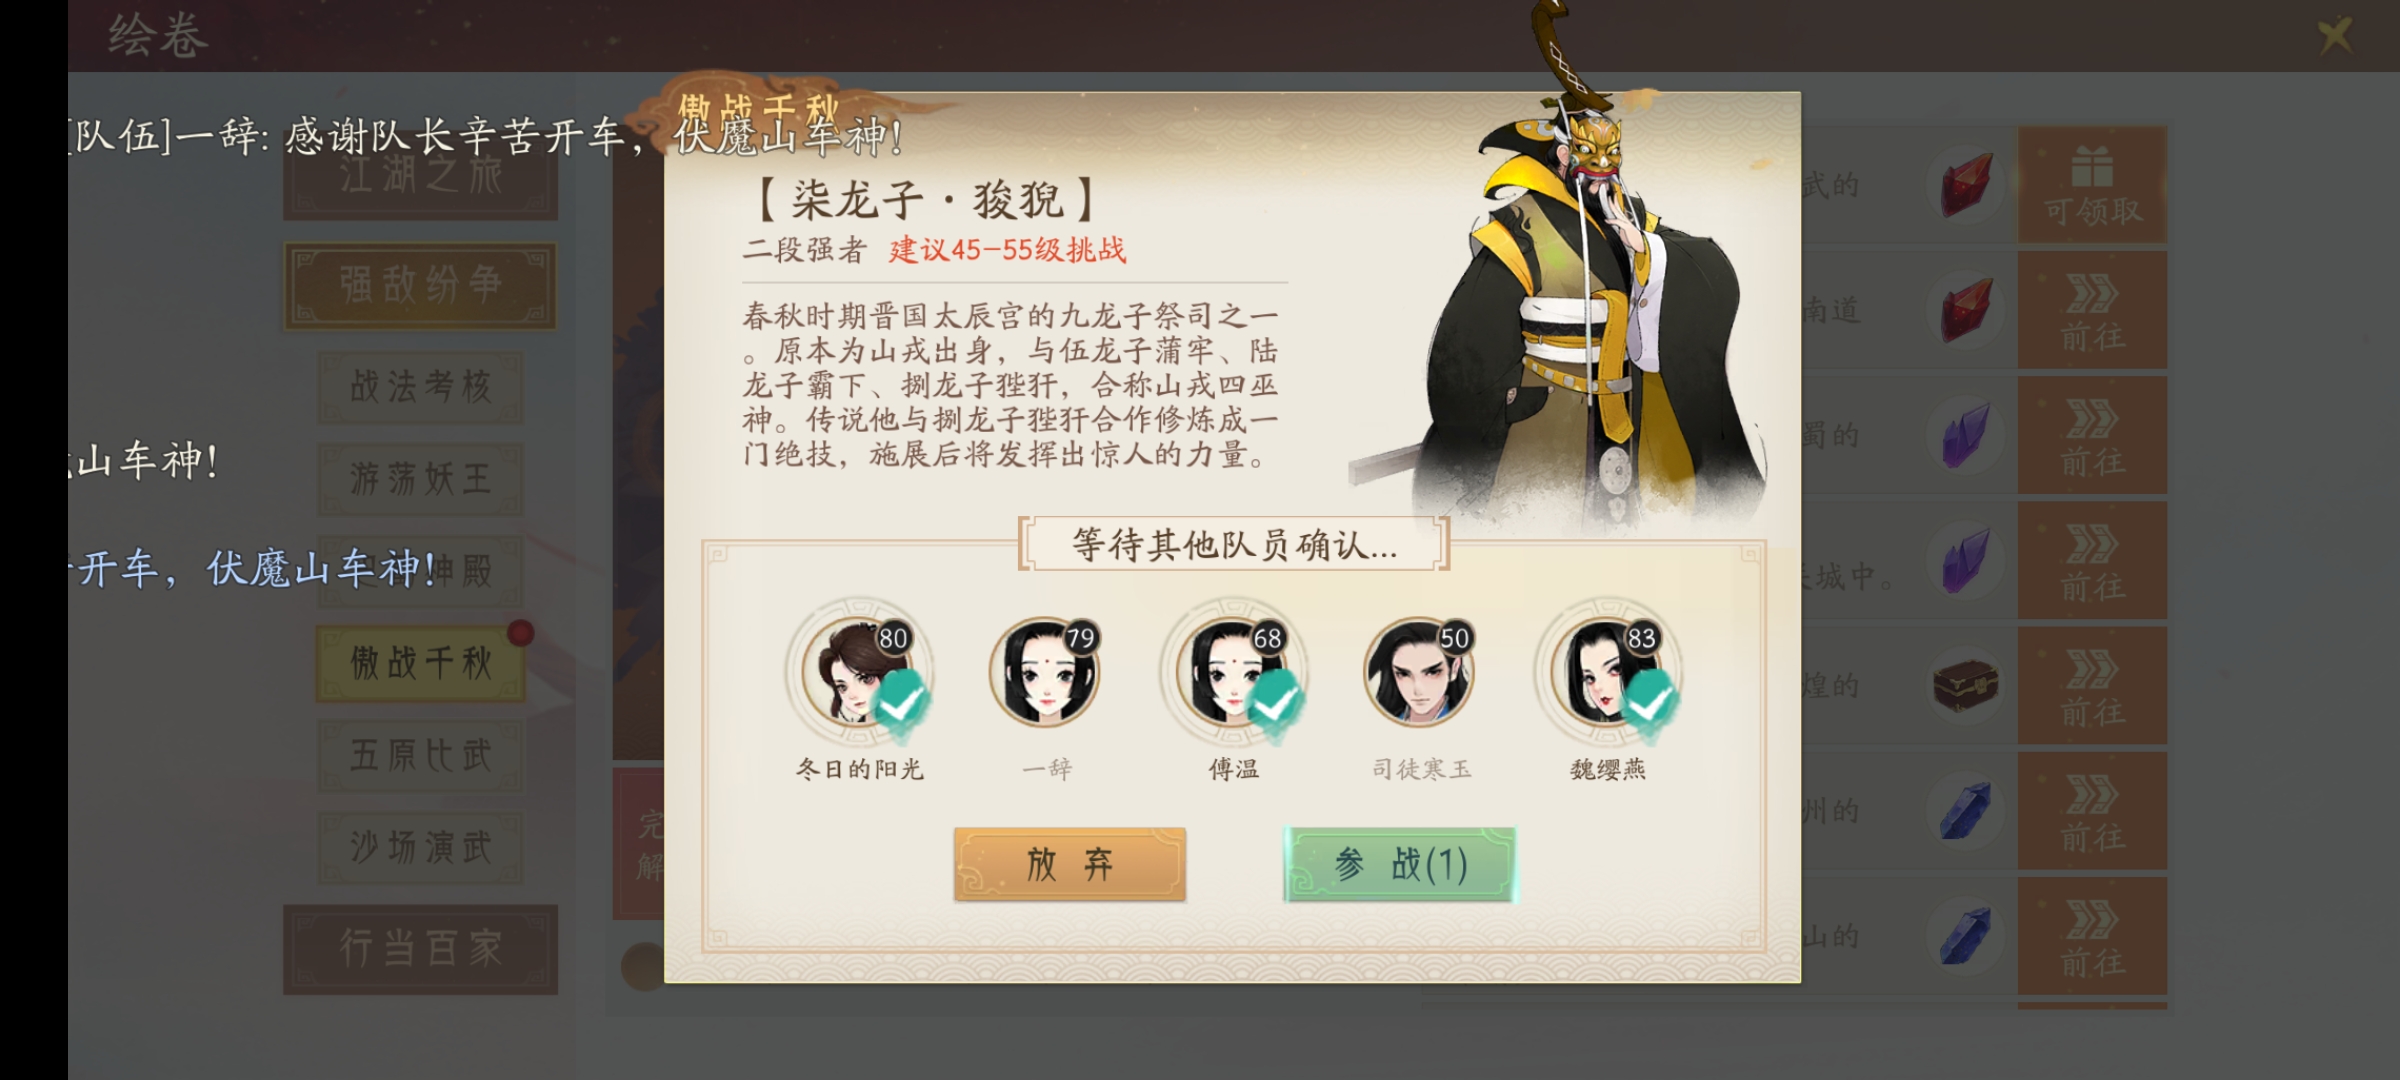 绘卷
[队伍]一辞: 感谢队长辛苦开车，伏魔山车神!
山车神!
开车，伏魔山车神!
江湖之旅
强敌纷争
战法考核
游荡妖王
神殿
傲战千秋
五原比武
沙场演武
行当百家
傲战千秋
【柒龙子·狻猊】
二段强者 建议45-55级挑战
春秋时期晋国太辰宫的九龙子祭司之一
。原本为山戎出身，与伍龙子蒲牢、陆
龙子霸下、捌龙子狴犴，合称山戎四巫
神。传说他与捌龙子狴犴合作修炼成一
门绝技，施展后将发挥出惊人的力量。
等待其他队员确认...
80 79 68 50 83
冬日的阳光 一辞 傅温 司徒寒玉 魏缨燕
放弃 参战(1)
完
解
武的 可领取
南道 前往
蜀的 前往
长城中。 前往
煌的 前往
州的 前往
山的 前往